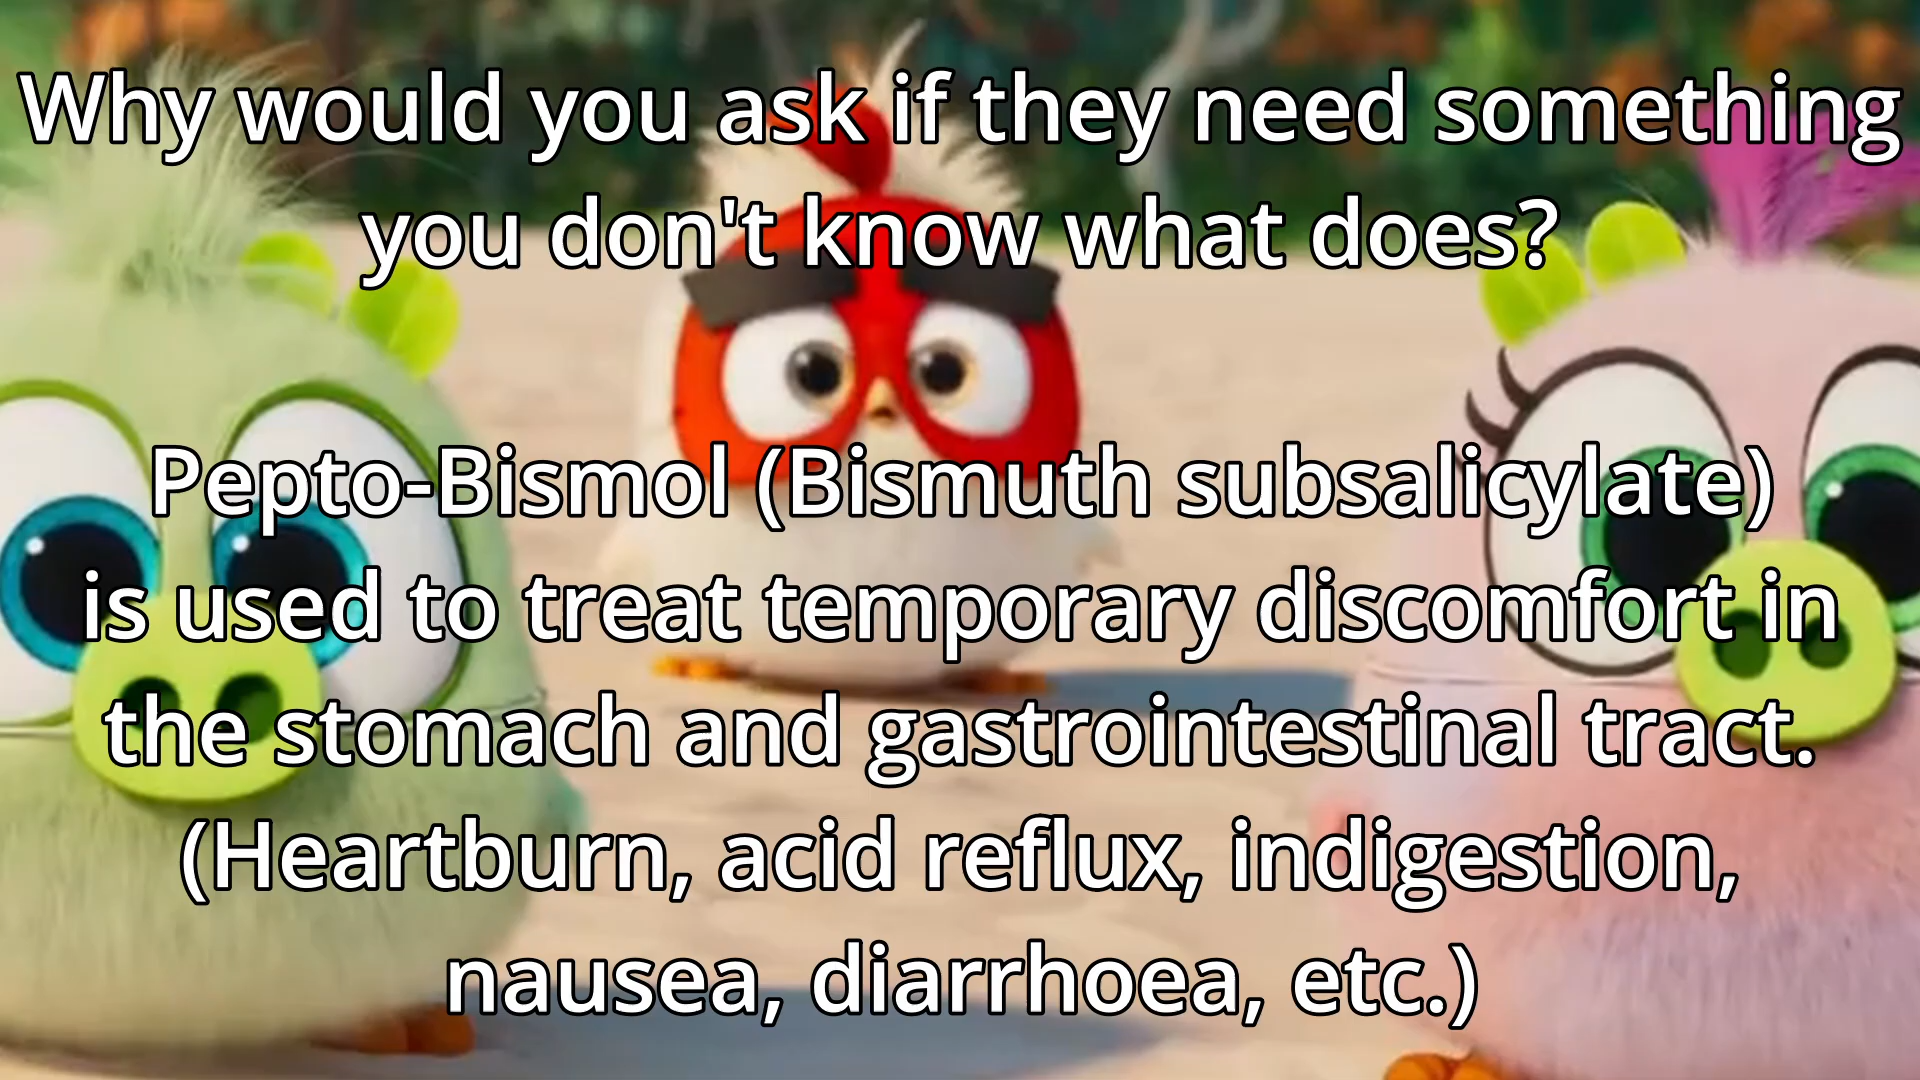 Why would you ask if they need something
you don't know what does?
Pepto-Bismol (Bismuth subsalicylate)
is used to treat temporary discomfort in
the stomach and gastrointestinal tract.
(Heartburn, acid reflux, indigestion,
nausea, diarrhoea, etc.)